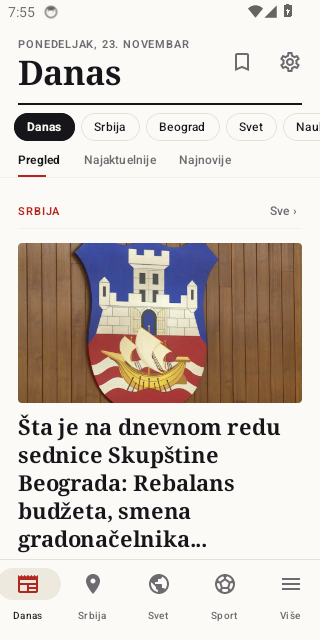 7:55
PONEDELJAK, 23. NOVEMBAR
Danas
Danas Srbija Beograd Svet Nau
Pregled Najaktuelnije Najnovije
SRBIJA Sve ›
Šta je na dnevnom redu
sednice Skupštine
Beograda: Rebalans
budžeta, smena
gradonačelnika...
Danas Srbija Svet Sport Više